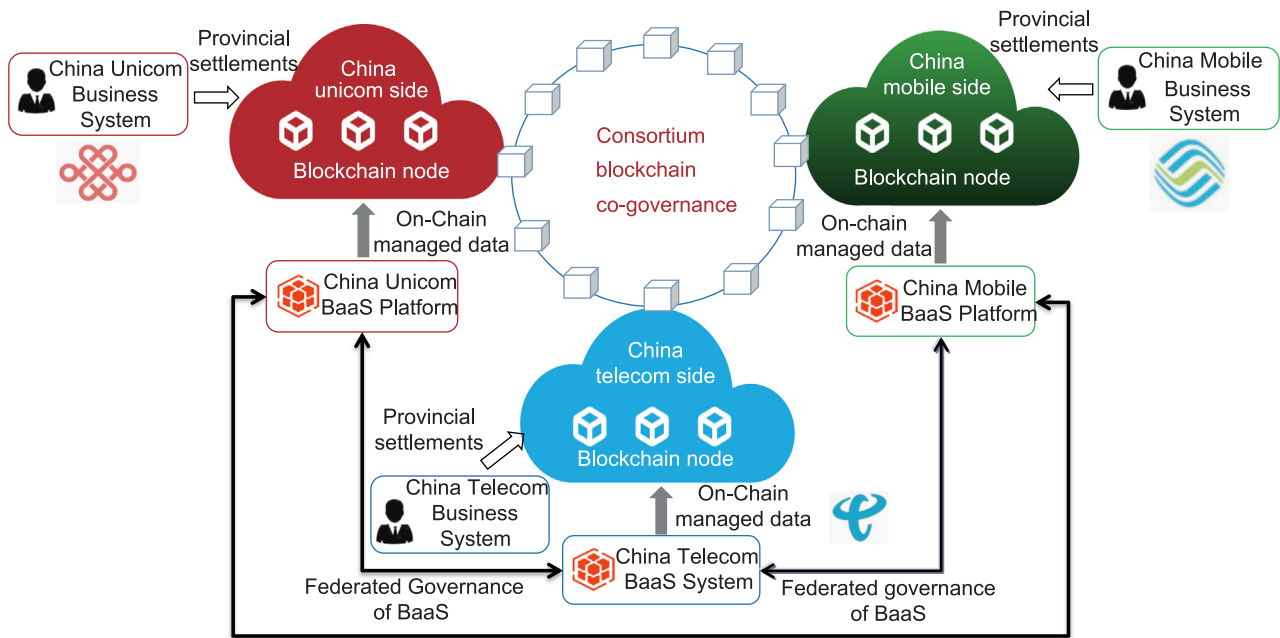 Provincial
settlements
China Unicom
Business
System
China
unicom side
Blockchain node
Consortium
blockchain
co-governance
China
mobile side
Blockchain node
Provincial
settlements
China Mobile
Business
System
On-Chain
managed data
On-chain
managed data
China Unicom
BaaS Platform
China Mobile
BaaS Platform
China
telecom side
Blockchain node
Provincial
settlements
China Telecom
Business
System
On-Chain
managed data
China Telecom
BaaS System
Federated Governance
of BaaS
Federated governance
of BaaS